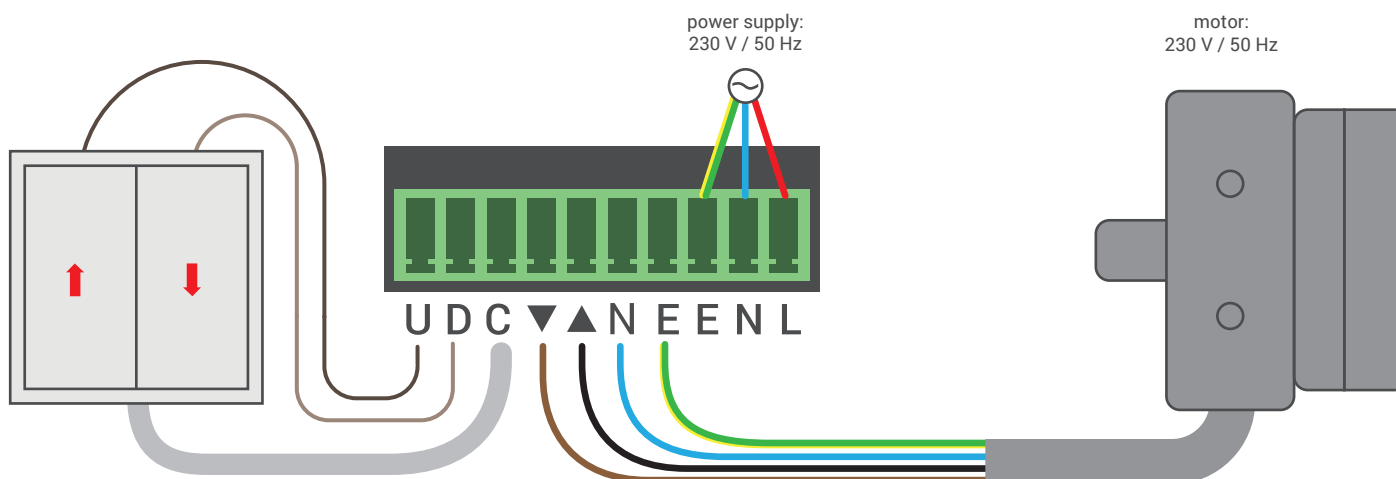 power supply:
230 V / 50 Hz
motor:
230 V / 50 Hz
U D C ▼ ▲ N E E N L